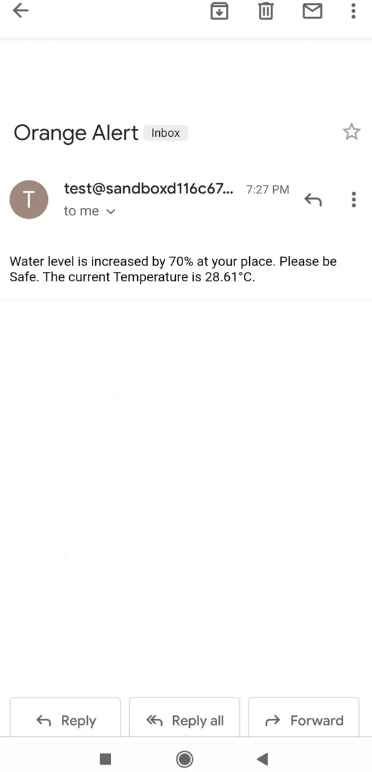 Orange Alert Inbox
test@sandboxd116c67... 7:27 PM
to me
Water level is increased by 70% at your place. Please be
Safe. The current Temperature is 28.61°C.
Reply Reply all Forward